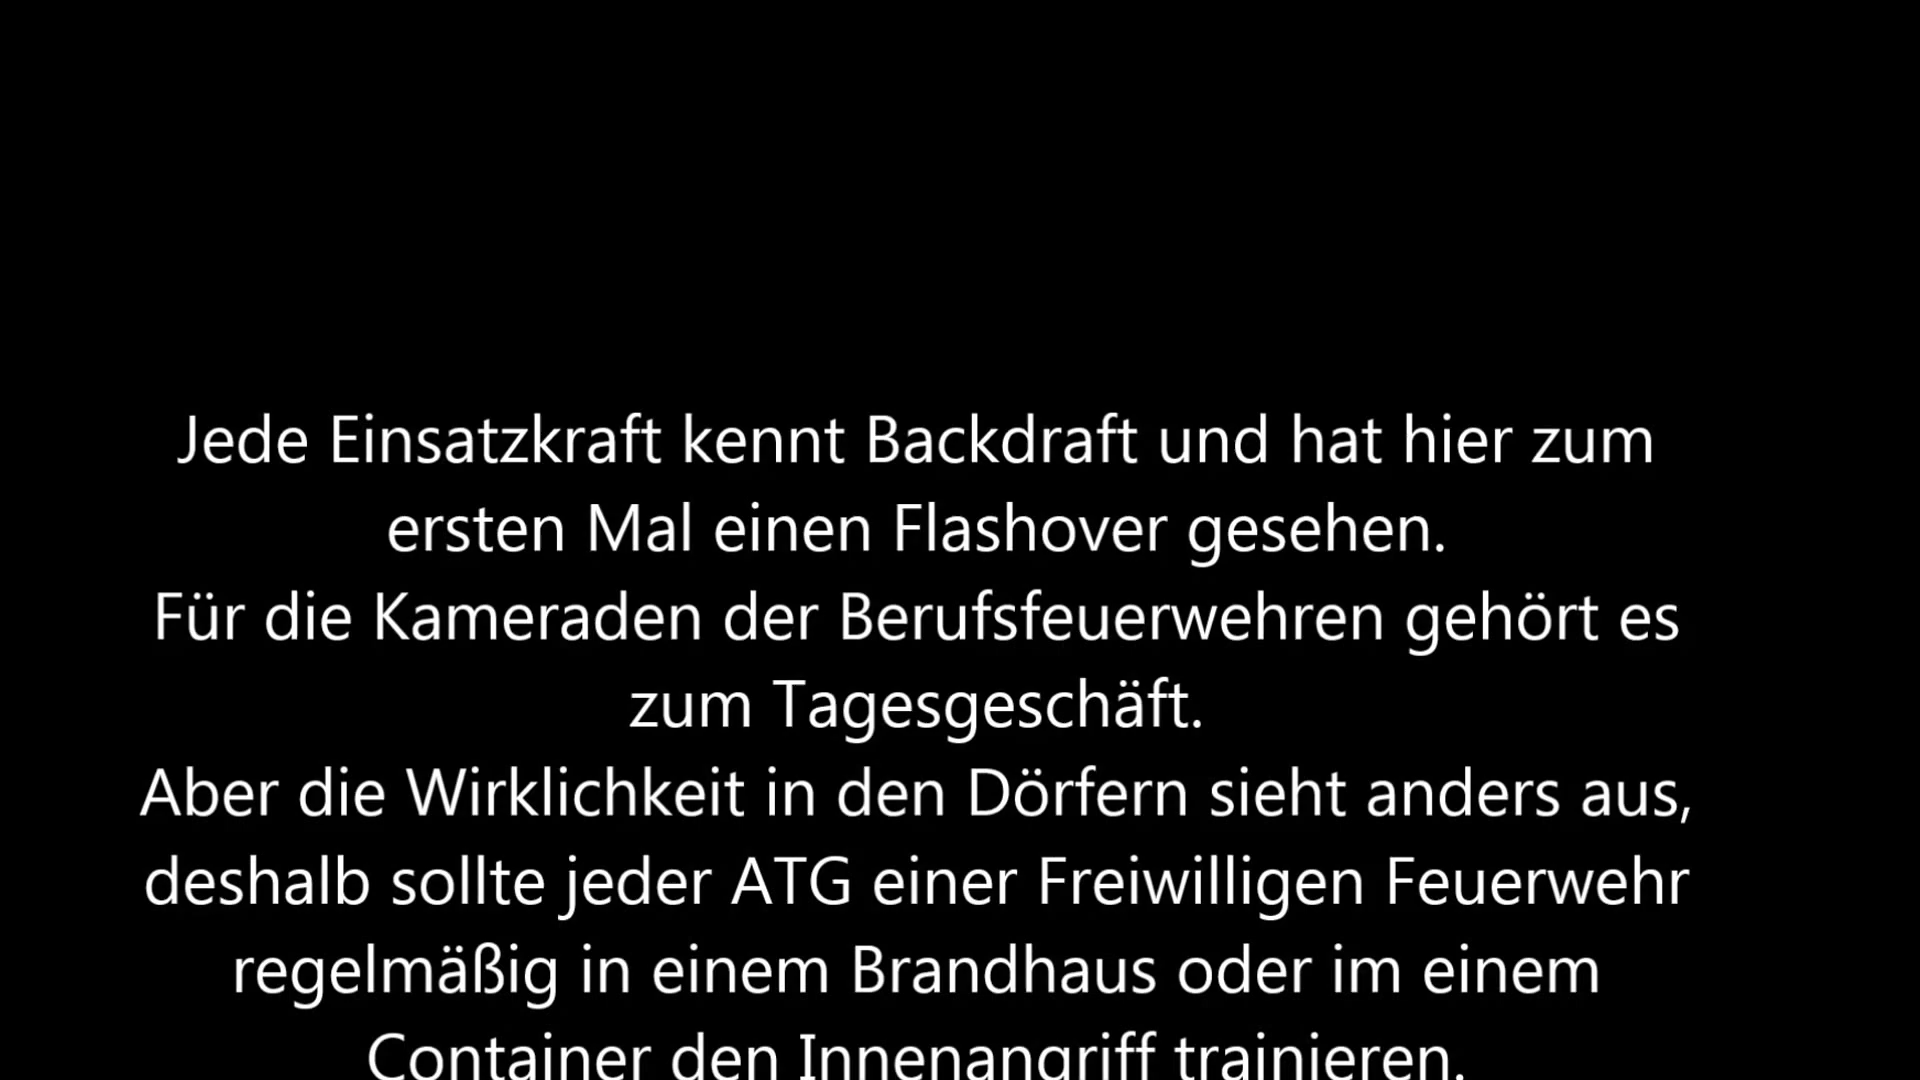 Jede Einsatzkraft kennt Backdraft und hat hier zum
ersten Mal einen Flashover gesehen.
Für die Kameraden der Berufsfeuerwehren gehört es
zum Tagesgeschäft.
Aber die Wirklichkeit in den Dörfern sieht anders aus,
deshalb sollte jeder ATG einer Freiwilligen Feuerwehr
regelmäßig in einem Brandhaus oder im einem
Container den Innenangriff trainieren.